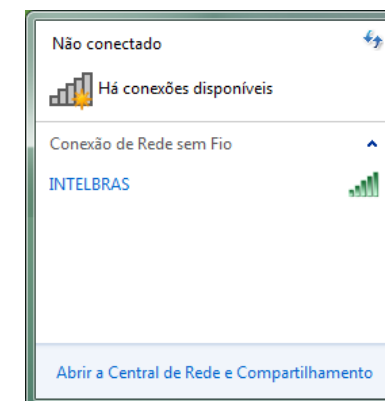 Não conectado
Há conexões disponíveis
Conexão de Rede sem Fio
INTELBRAS
Abrir a Central de Rede e Compartilhamento